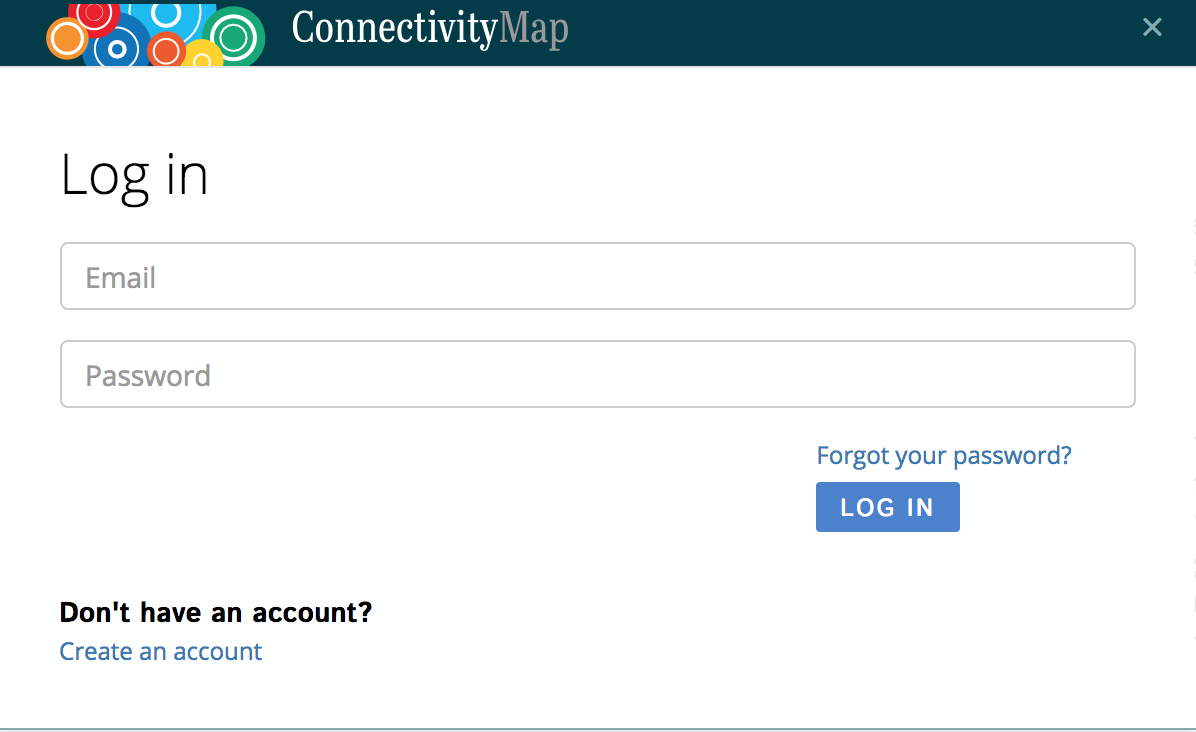 ConnectivityMap
Log in
Email
Password
Forgot your password?
LOG IN
Don't have an account?
Create an account